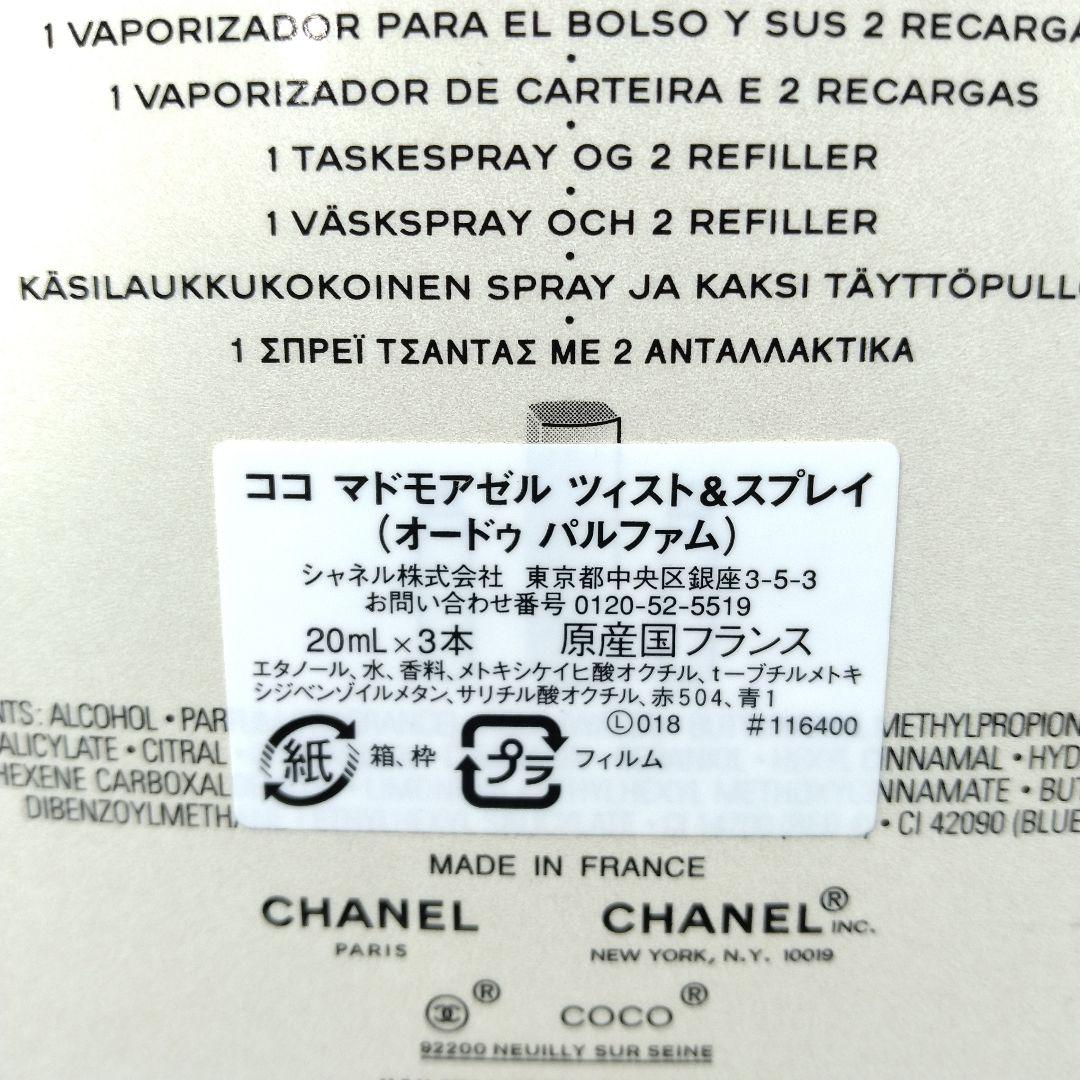 1 VAPORIZADOR PARA EL BOLSO Y SUS 2 RECARGA
1 VAPORIZADOR DE CARTEIRA E 2 RECARGAS
1 TASKESPRAY OG 2 REFILLER
1 VÄSKSPRAY OCH 2 REFILLER
KÄSILAUKKUKOKOINEN SPRAY JA KAKSI TÄYTTÖPULL
1 ΣΠΡΕΪ ΤΣΑΝΤΑΣ ΜΕ 2 ΑΝΤΑΛΛΑΚΤΙΚΑ
ココ マドモアゼル ツィスト&スプレイ
(オードゥ パルファム)
シャネル株式会社 東京都中央区銀座3-5-3
お問い合わせ番号 0120-52-5519
20mL×3本 原産国フランス
エタノール、水、香料、メトキシケイヒ酸オクチル、t-ブチルメトキ
シジベンゾイルメタン、サリチル酸オクチル、赤504、青1
Ⓛ018 #116400
紙 箱、枠 プラ フィルム
NTS: ALCOHOL • PAR METHYLPROPION
ALICYLATE • CITRAL NNAMAL • HYD
HEXENE CARBOXAL NNAMATE • BUT
DIBENZOYLMETHA • CI 42090 (BLUE
MADE IN FRANCE
CHANEL CHANEL® INC.
PARIS NEW YORK, N.Y. 10019
® COCO®
92200 NEUILLY SUR SEINE